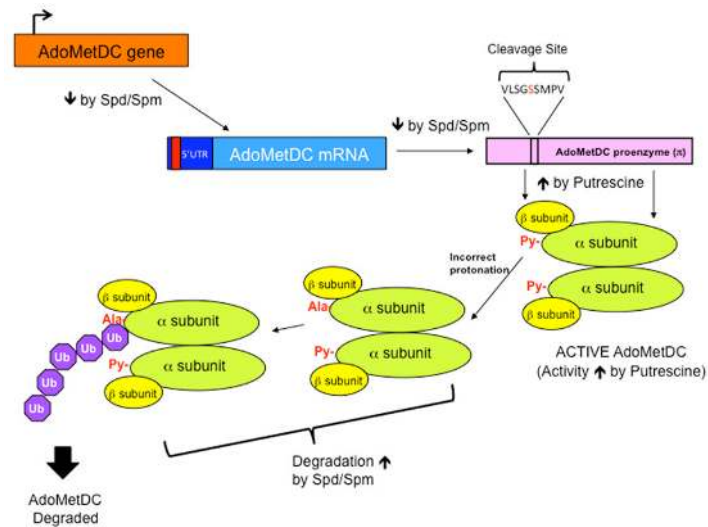 AdoMetDC gene
Cleavage Site
VLSGSSMPV
🡇 by Spd/Spm
🡇 by Spd/Spm
5'UTR
AdoMetDC mRNA
AdoMetDC proenzyme (π)
🡅 by Putrescine
β subunit
Py-
α subunit
Py-
α subunit
β subunit
Incorrect
protonation
ACTIVE AdoMetDC
(Activity 🡅 by Putrescine)
β subunit
Ala-
α subunit
Py-
α subunit
β subunit
β subunit
Ala-
α subunit
Py-
α subunit
β subunit
Ub
Ub
Ub
Ub
Ub
Degradation 🡅
by Spd/Spm
AdoMetDC
Degraded